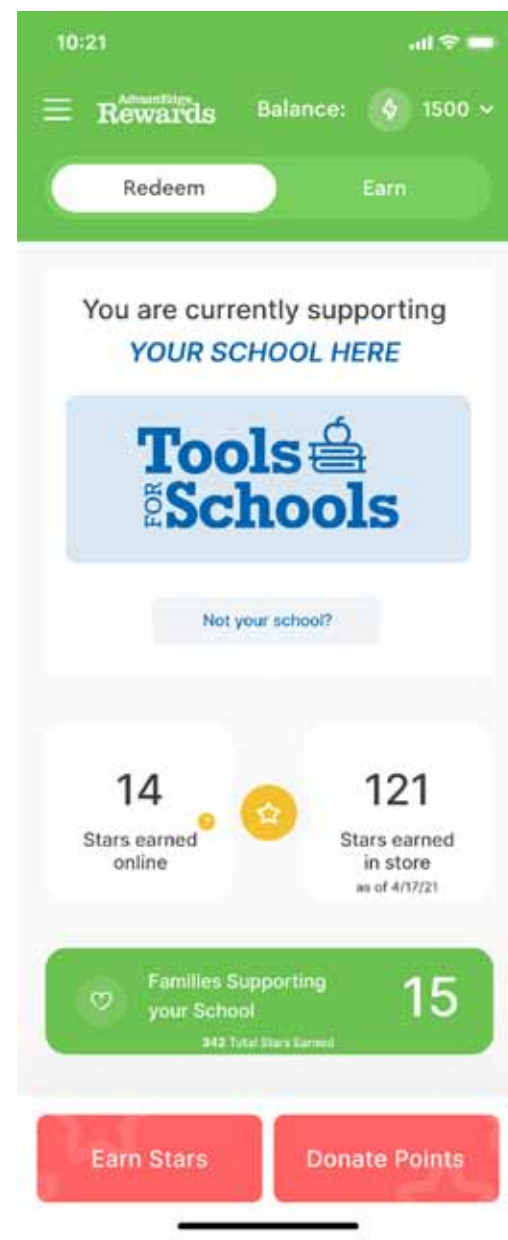 10:21
AdvantEdge
Rewards
Balance:
1500
Redeem
Earn
You are currently supporting
YOUR SCHOOL HERE
Tools
FOR Schools
Not your school?
14
Stars earned
online
121
Stars earned
in store
as of 4/17/21
Families Supporting
your School
15
342 Total Stars Earned
Earn Stars
Donate Points